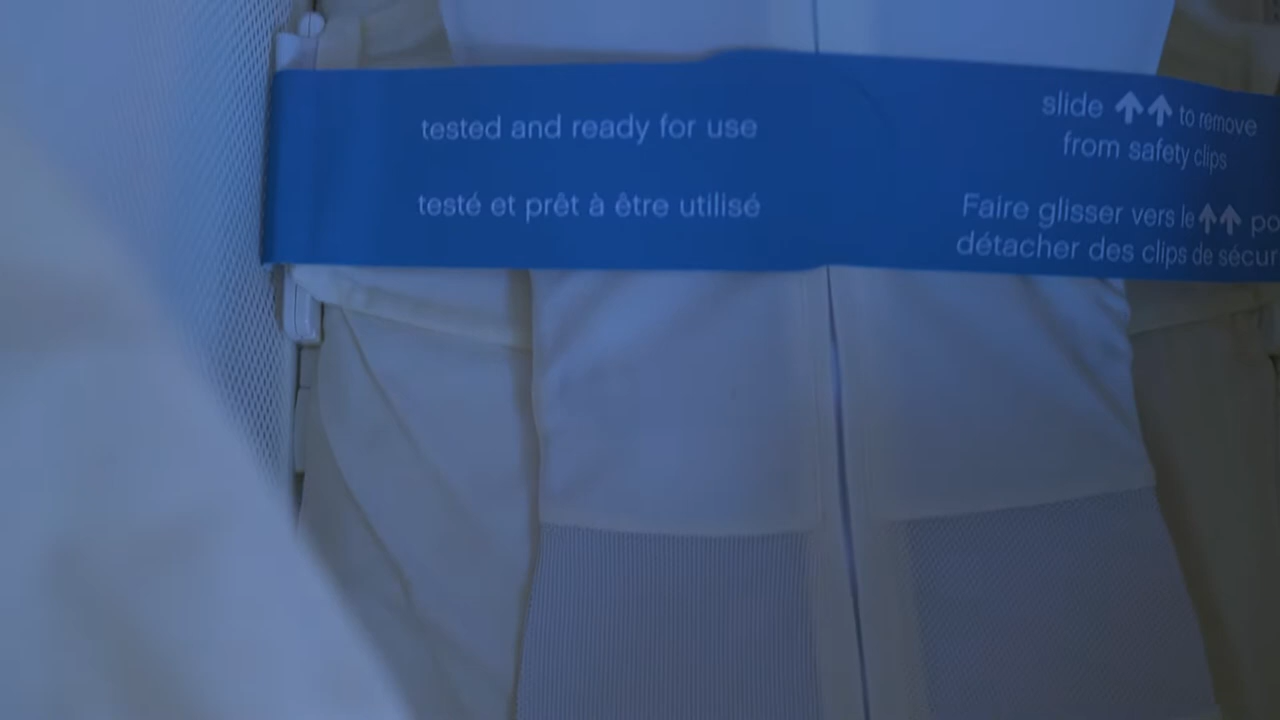 tested and ready for use
testé et prêt à être utilisé
slide ↑↑ to remove
from safety clips
Faire glisser vers le ↑↑
détacher des clips de